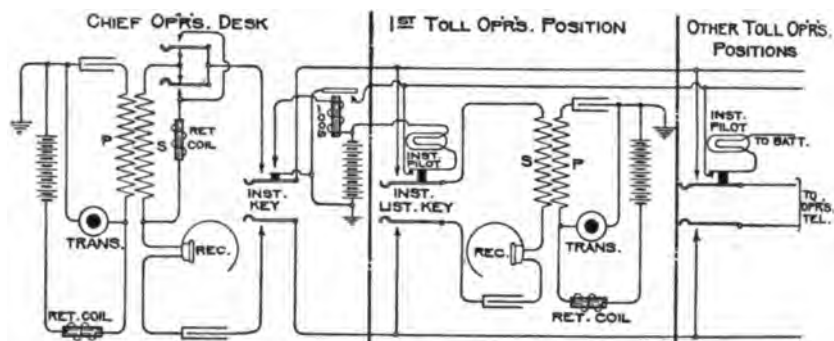 CHIEF OPR'S. DESK
P
S
RET
COIL
TRANS.
REC.
RET. COIL
INST.
KEY
500ω
1ST TOLL OPR'S. POSITION
INST.
PILOT
INST.
LIST. KEY
S
P
REC.
TRANS.
RET. COIL
OTHER TOLL OPR'S.
POSITIONS
INST.
PILOT
TO BATT.
TO
OPR'S.
TEL.